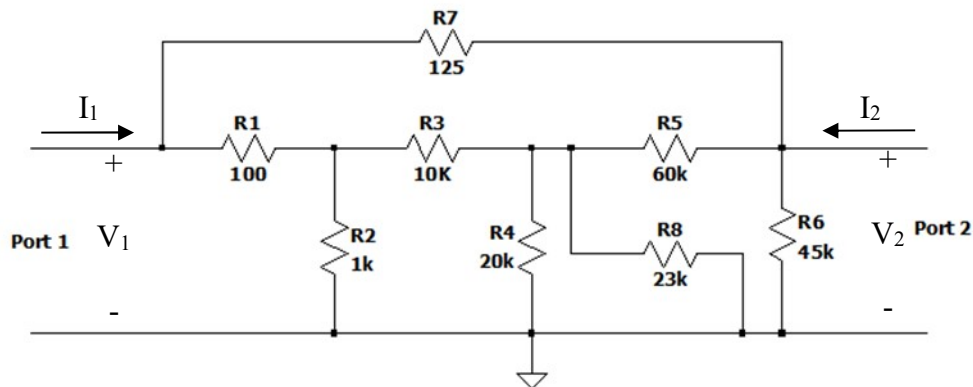 R7
125
I₁
I₂
R1
R3
R5
100
10K
60k
+
+
Port 1
V₁
R2
1k
R4
20k
R8
23k
R6
45k
V₂
Port 2
-
-